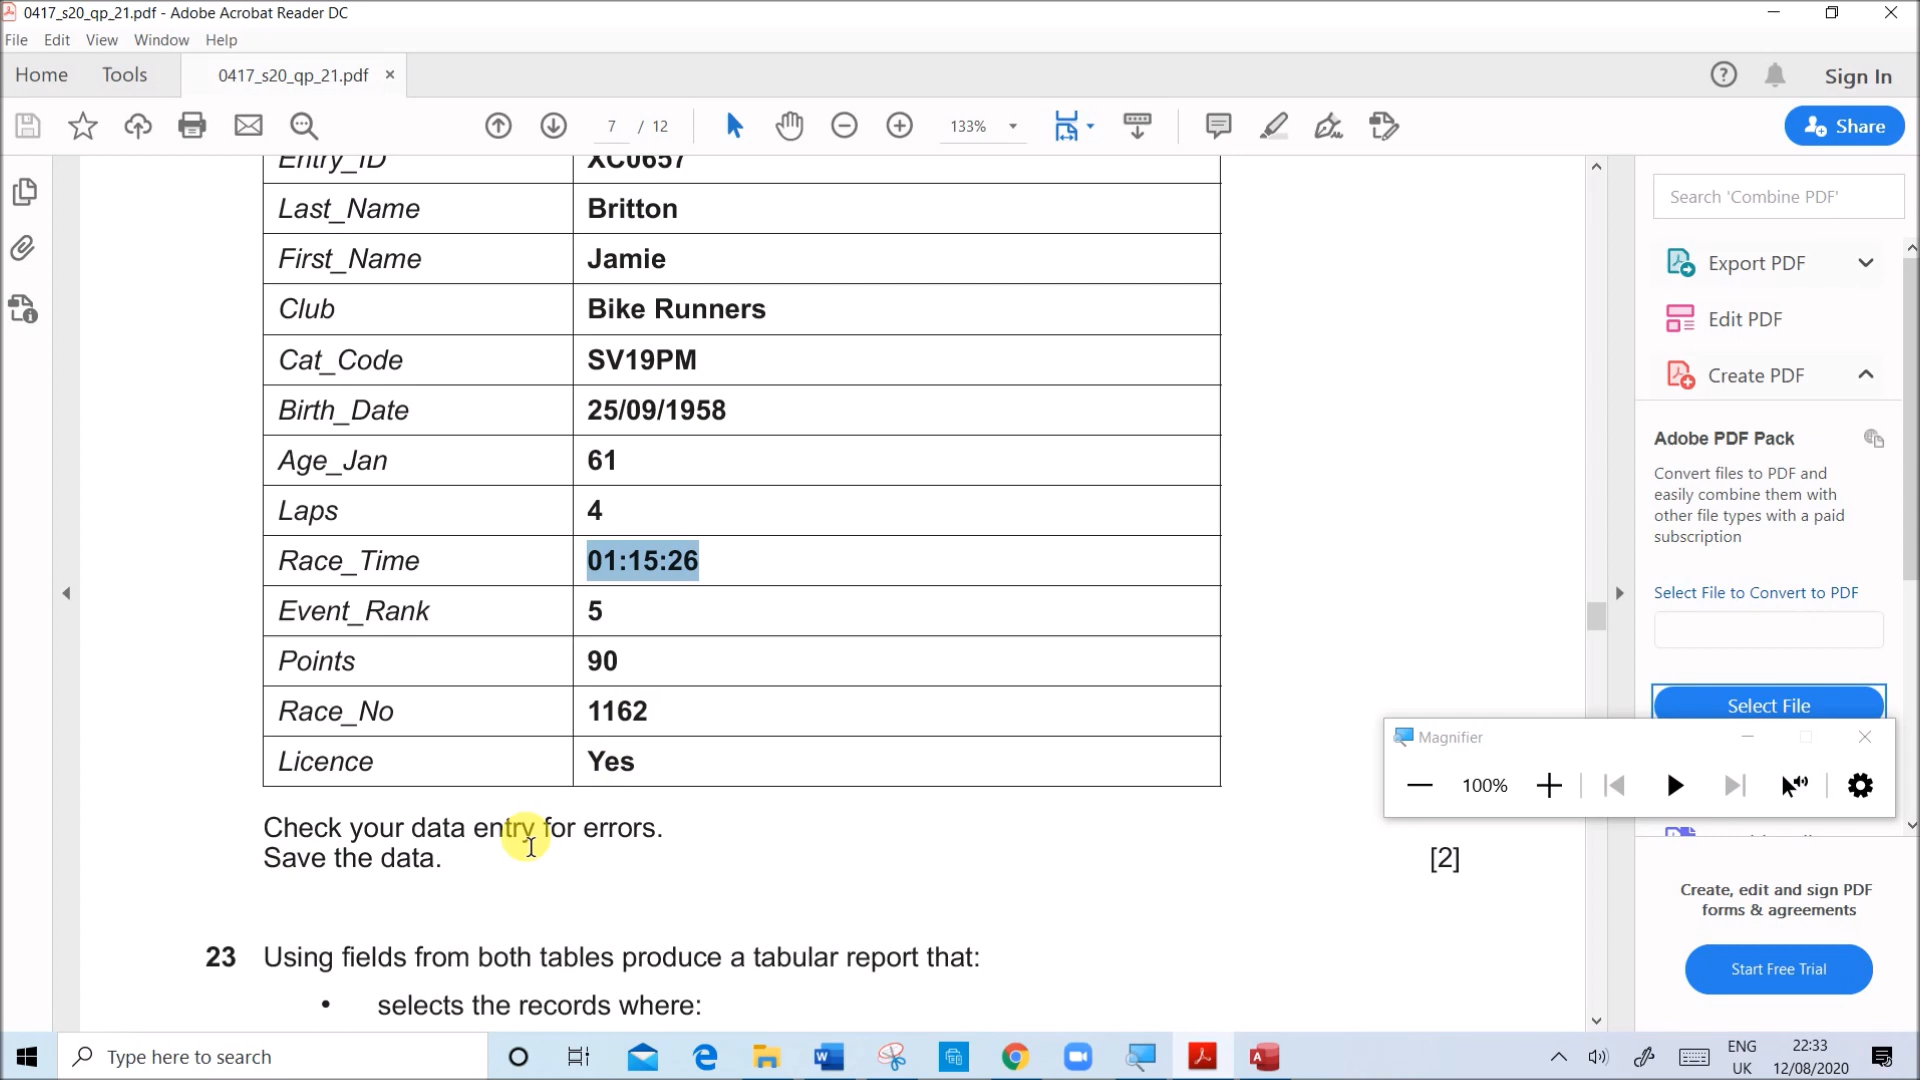 0417_s20_qp_21.pdf - Adobe Acrobat Reader DC
File Edit View Window Help
Home Tools 0417_s20_qp_21.pdf × Sign In
7 / 12 133% Share
Entry_ID XC0657
Last_Name Britton
First_Name Jamie
Club Bike Runners
Cat_Code SV19PM
Birth_Date 25/09/1958
Age_Jan 61
Laps 4
Race_Time 01:15:26
Event_Rank 5
Points 90
Race_No 1162
Licence Yes
Check your data entry for errors.
Save the data. [2]
23 Using fields from both tables produce a tabular report that:
• selects the records where:
Search 'Combine PDF'
Export PDF
Edit PDF
Create PDF
Adobe PDF Pack
Convert files to PDF and
easily combine them with
other file types with a paid
subscription
Select File to Convert to PDF
Select File
Magnifier
100%
Create, edit and sign PDF
forms & agreements
Start Free Trial
Type here to search
ENG
UK
22:33
12/08/2020